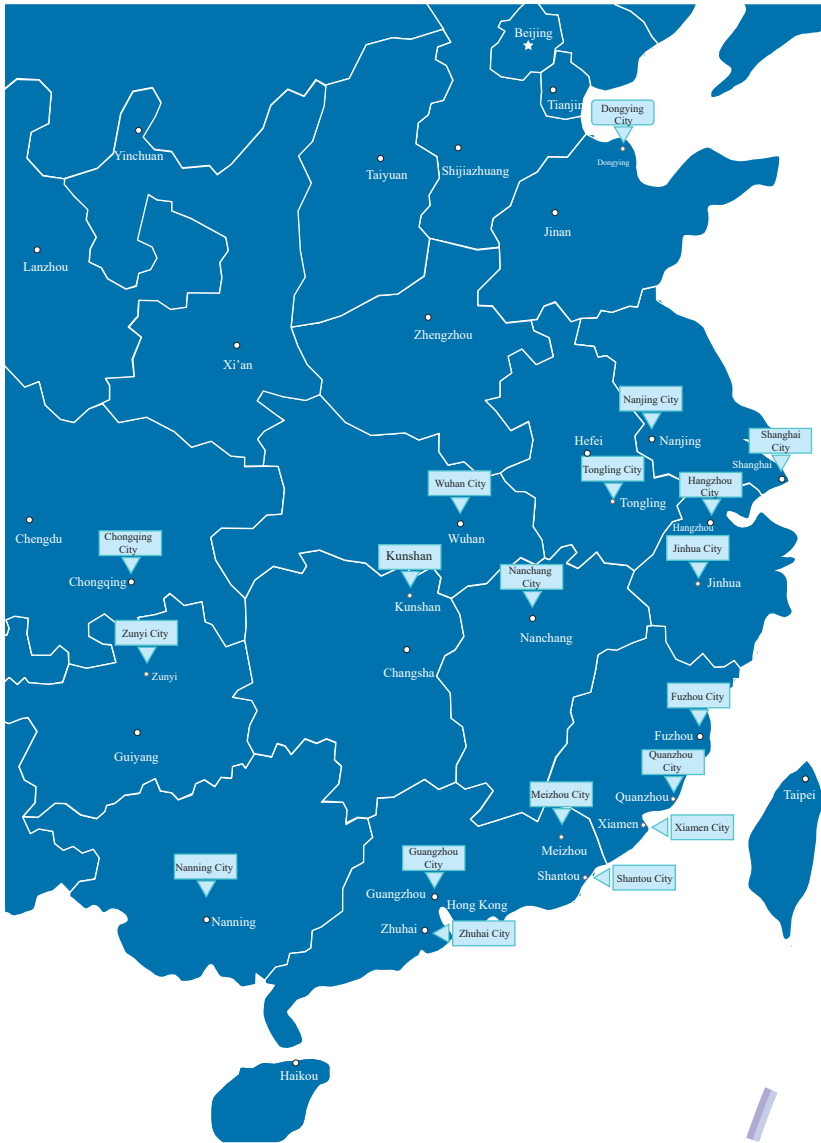 Beijing
Tianjin
Dongying
City
Yinchuan
Taiyuan
Shijiazhuang
Dongying
Jinan
Lanzhou
Zhengzhou
Xi’an
Nanjing City
Hefei
Nanjing
Shanghai
City
Shanghai
Tongling City
Wuhan City
Hangzhou
City
Tongling
Chengdu
Hangzhou
Wuhan
Chongqing
City
Kunshan
Jinhua City
Chongqing
Nanchang
City
Jinhua
Kunshan
Zunyi City
Nanchang
Changsha
Zunyi
Fuzhou City
Fuzhou
Guiyang
Quanzhou
City
Meizhou City
Quanzhou
Taipei
Xiamen
Xiamen City
Meizhou
Guangzhou
City
Nanning City
Shantou
Shantou City
Guangzhou
Hong Kong
Nanning
Zhuhai
Zhuhai City
Haikou